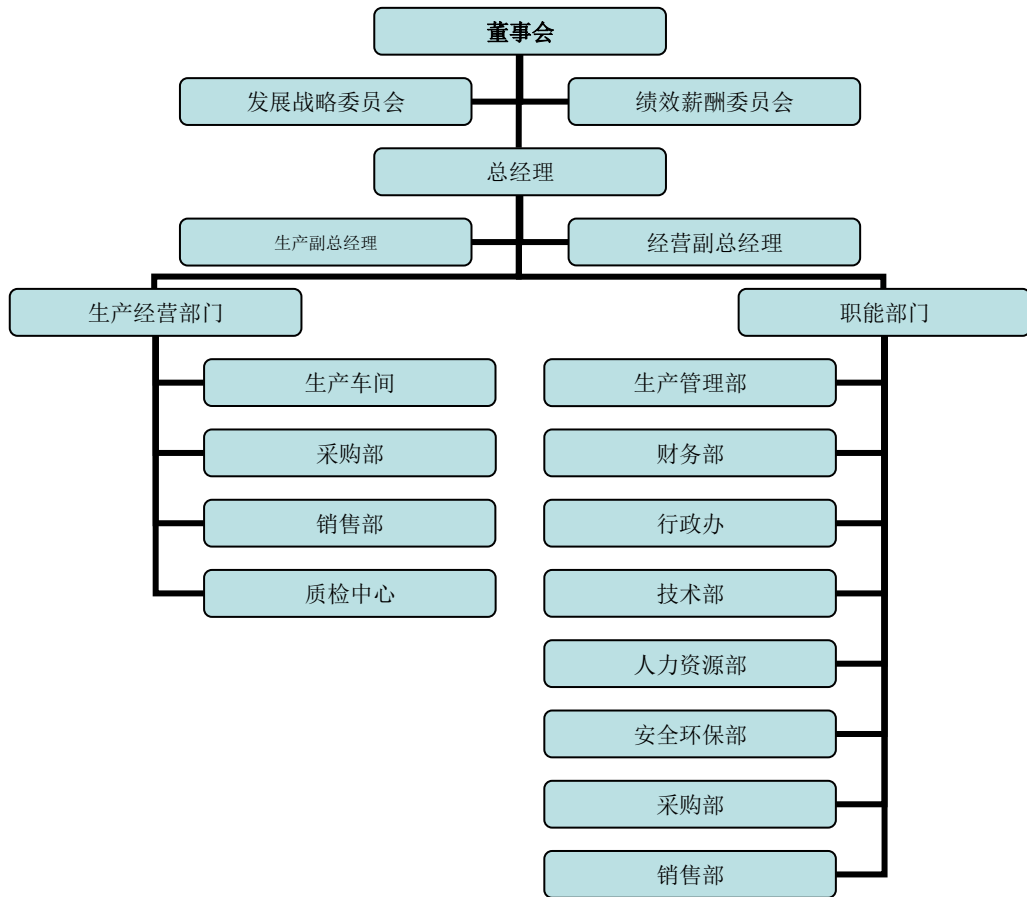 董事会
发展战略委员会
绩效薪酬委员会
总经理
生产副总经理
经营副总经理
生产经营部门
职能部门
生产车间
生产管理部
采购部
财务部
销售部
行政办
质检中心
技术部
人力资源部
安全环保部
采购部
销售部